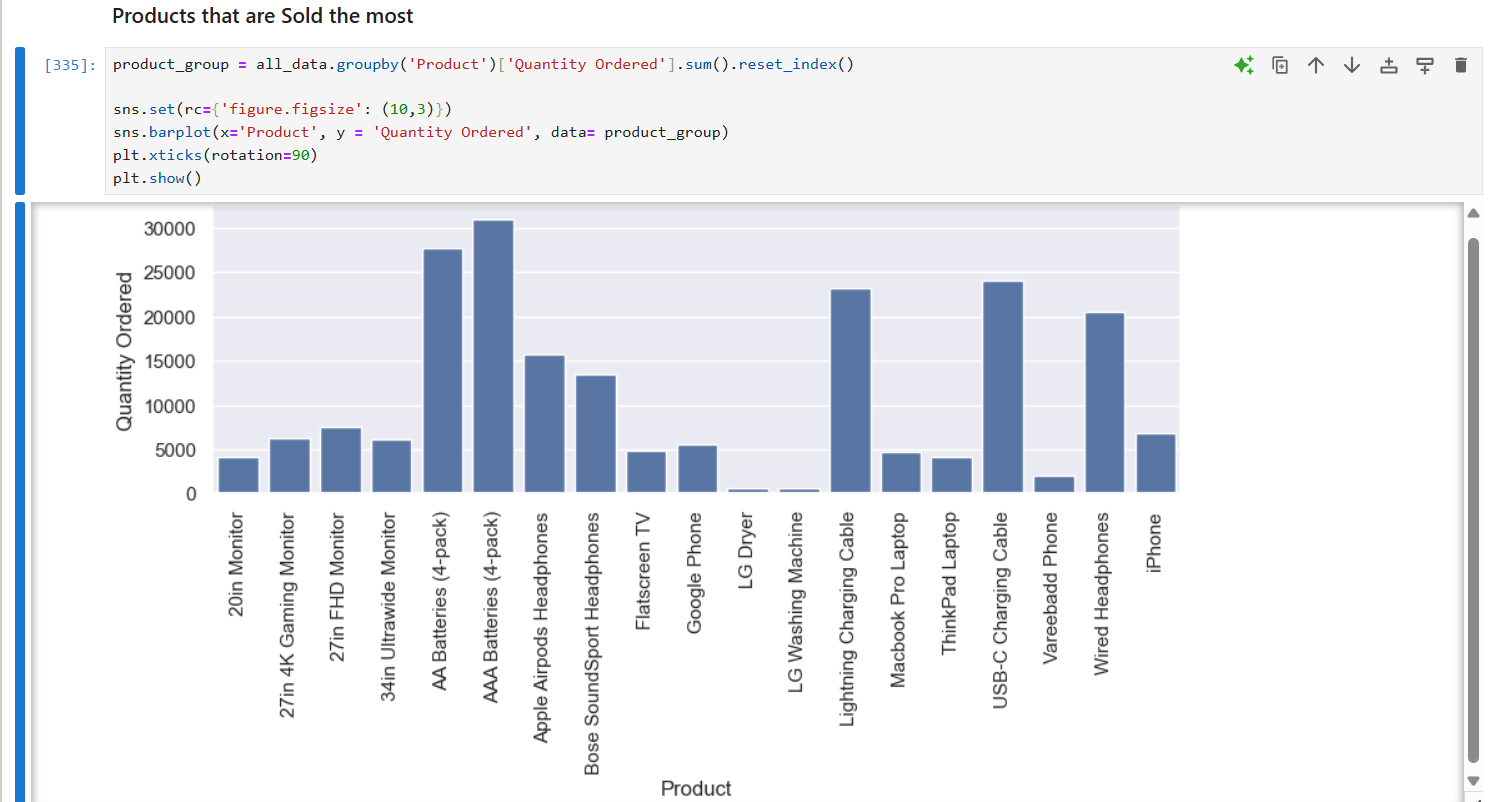 Products that are Sold the most
[335]:
product_group = all_data.groupby('Product')['Quantity Ordered'].sum().reset_index()
sns.set(rc={'figure.figsize': (10,3)})
sns.barplot(x='Product', y = 'Quantity Ordered', data= product_group)
plt.xticks(rotation=90)
plt.show()
Quantity Ordered
30000
25000
20000
15000
10000
5000
0
20in Monitor
27in 4K Gaming Monitor
27in FHD Monitor
34in Ultrawide Monitor
AA Batteries (4-pack)
AAA Batteries (4-pack)
Apple Airpods Headphones
Bose SoundSport Headphones
Flatscreen TV
Google Phone
LG Dryer
LG Washing Machine
Lightning Charging Cable
Macbook Pro Laptop
ThinkPad Laptop
USB-C Charging Cable
Vareebadd Phone
Wired Headphones
iPhone
Product